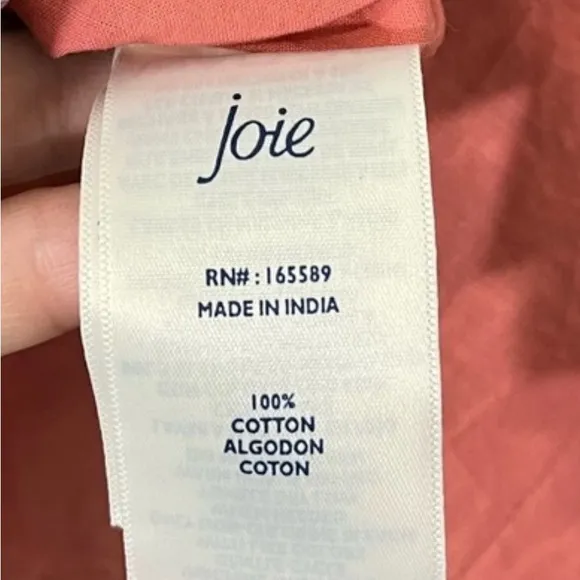 joie
RN#: 165589
MADE IN INDIA
100%
COTTON
ALGODON
COTON